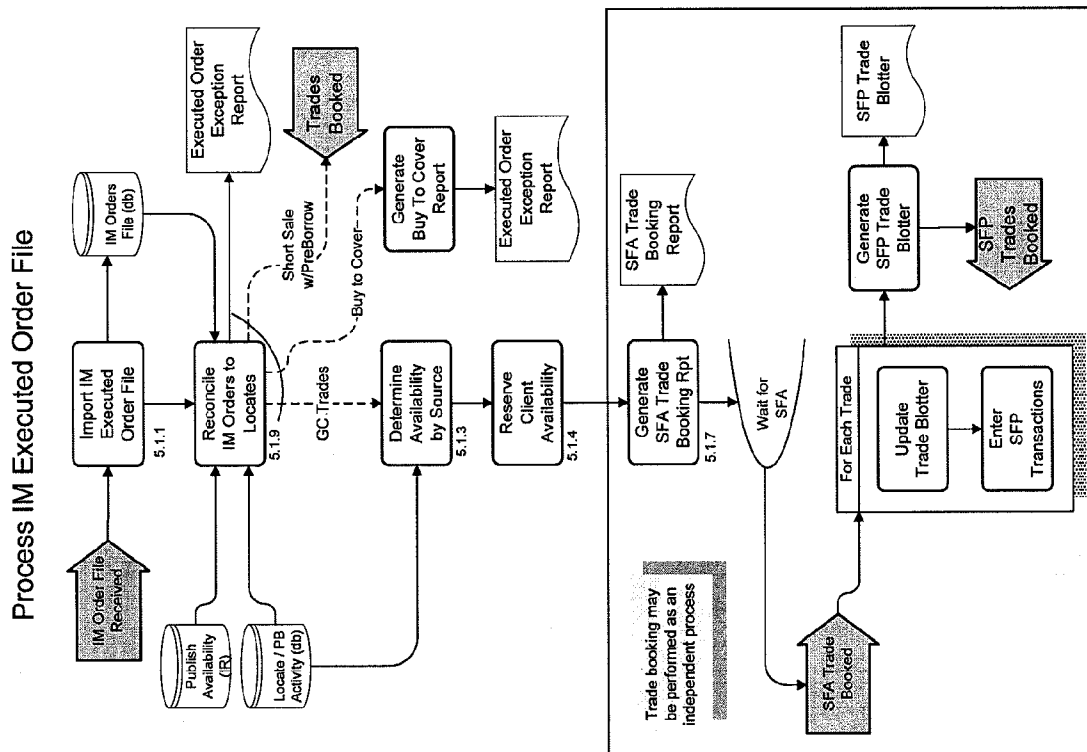 Process IM Executed Order File
IM Order File
Received
Import IM
Executed
Order File
5.1.1
IM Orders
File (db)
Publish
Availability
(IR)
Locate / PB
Activity (db)
Reconcile
IM Orders to
Locates
5.1.9
Executed Order
Exception
Report
Short Sale
w/PreBorrow
Trades
Booked
Buy to Cover
GC Trades
Generate
Buy To Cover
Report
Executed Order
Exception
Report
Determine
Availability
by Source
5.1.3
Reserve
Client
Availability
5.1.4
Generate
SFA Trade
Booking Rpt
5.1.7
SFA Trade
Booking
Report
Trade booking may
be performed as an
independent process
Wait for
SFA
SFA Trade
Booked
For Each Trade
Update
Trade Blotter
Enter
SFP
Transactions
Generate
SFP Trade
Blotter
SFP Trade
Blotter
SFP
Trades
Booked